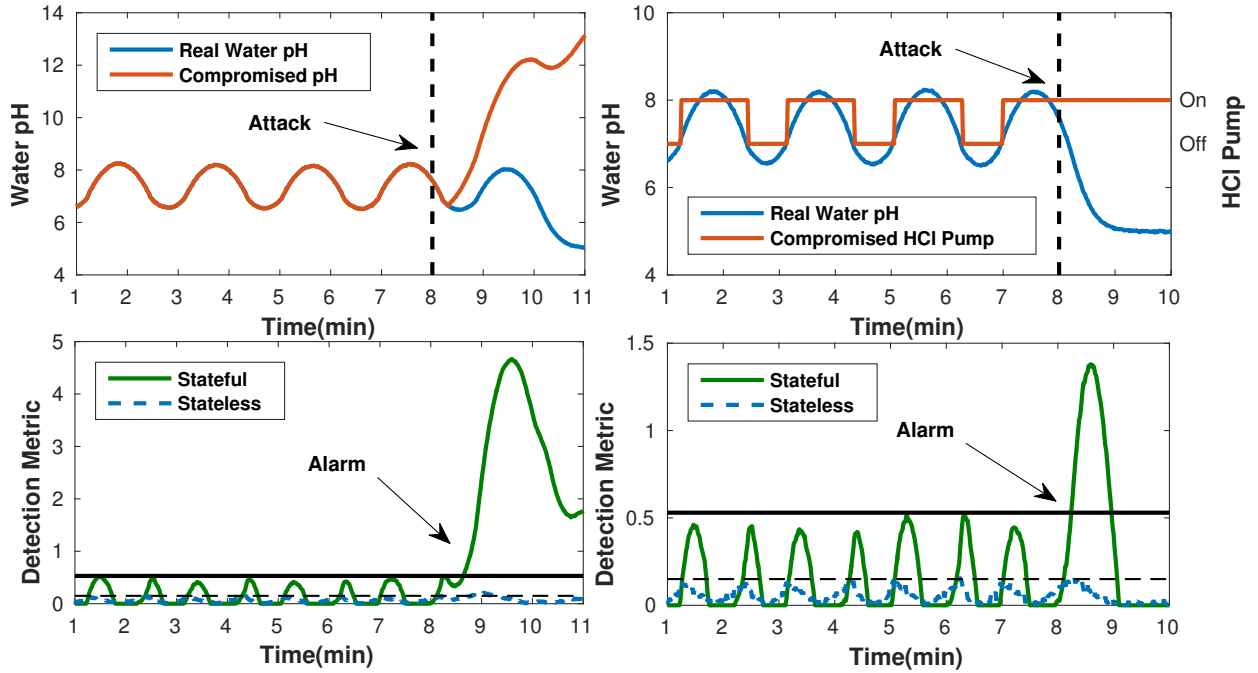 Water pH
14
12
10
8
6
4
Real Water pH
Compromised pH
Attack
1 2 3 4 5 6 7 8 9 10 11
Time(min)
Water pH
10
8
6
4
Attack
On
Off
HCl Pump
Real Water pH
Compromised HCl Pump
1 2 3 4 5 6 7 8 9 10
Time(min)
Detection Metric
5
4
3
2
1
0
Stateful
Stateless
Alarm
1 2 3 4 5 6 7 8 9 10 11
Time(min)
Detection Metric
1.5
1
0.5
0
Stateful
Stateless
Alarm
1 2 3 4 5 6 7 8 9 10
Time(min)